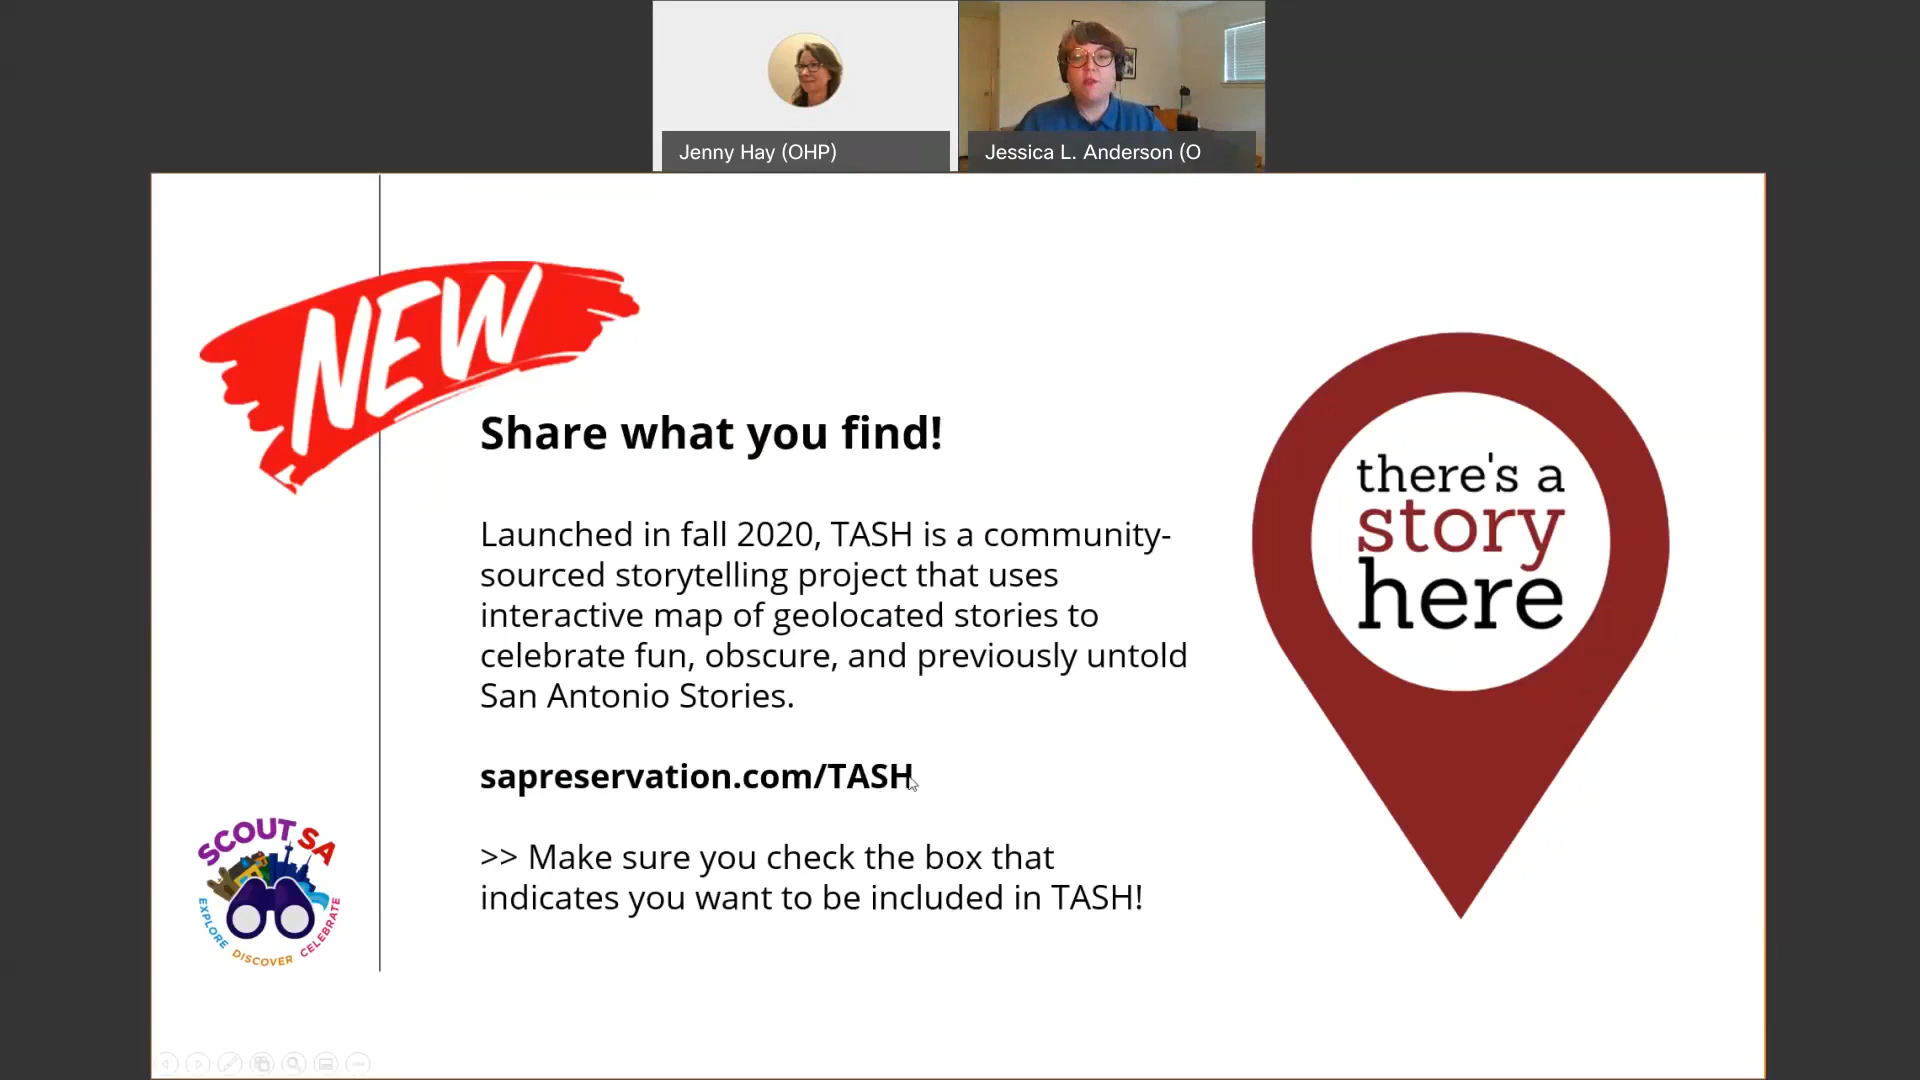 Jenny Hay (OHP)
Jessica L. Anderson (O
NEW
Share what you find!
Launched in fall 2020, TASH is a community-
sourced storytelling project that uses
interactive map of geolocated stories to
celebrate fun, obscure, and previously untold
San Antonio Stories.
sapreservation.com/TASH
>> Make sure you check the box that
indicates you want to be included in TASH!
there's a
story
here
SCOUT SA
EXPLORE DISCOVER CELEBRATE